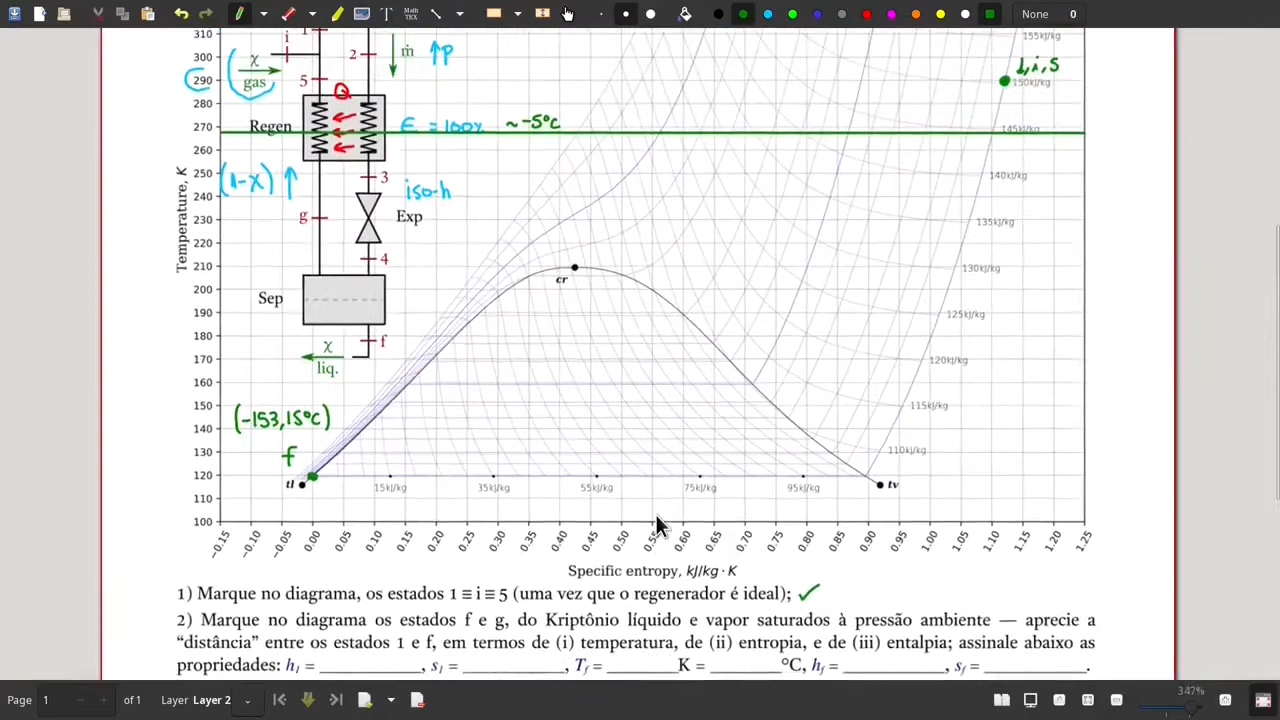 T
Math
TEX
None 0
310
300
290
280
270
260
250
240
230
220
210
200
190
180
170
160
150
140
130
120
110
100
Temperature, K
1
i
2
ṁ
↑p
χ
gas
5
Q
Regen
ε = 100%
~-5°C
(1-x) ↑
3
iso-h
g
Exp
4
Sep
f
χ
liq.
(-153,15°C)
f
tl
cr
tv
1,i,5
155kJ/kg
150kJ/kg
145kJ/kg
140kJ/kg
135kJ/kg
130kJ/kg
125kJ/kg
120kJ/kg
115kJ/kg
110kJ/kg
15kJ/kg 35kJ/kg 55kJ/kg 75kJ/kg 95kJ/kg
−0.15 −0.10 −0.05 0.00 0.05 0.10 0.15 0.20 0.25 0.30 0.35 0.40 0.45 0.50 0.55 0.60 0.65 0.70 0.75 0.80 0.85 0.90 0.95 1.00 1.05 1.10 1.15 1.20 1.25
Specific entropy, kJ/kg · K
1) Marque no diagrama, os estados 1 ≡ i ≡ 5 (uma vez que o regenerador é ideal); ✓
2) Marque no diagrama os estados f e g, do Kriptônio líquido e vapor saturados à pressão ambiente — aprecie a
“distância” entre os estados 1 e f, em termos de (i) temperatura, de (ii) entropia, e de (iii) entalpia; assinale abaixo as
propriedades: h1 = __________, s1 = __________, Tf = _______K = _______°C, hf = __________, sf = __________.
Page 1 of 1 Layer Layer 2
347%